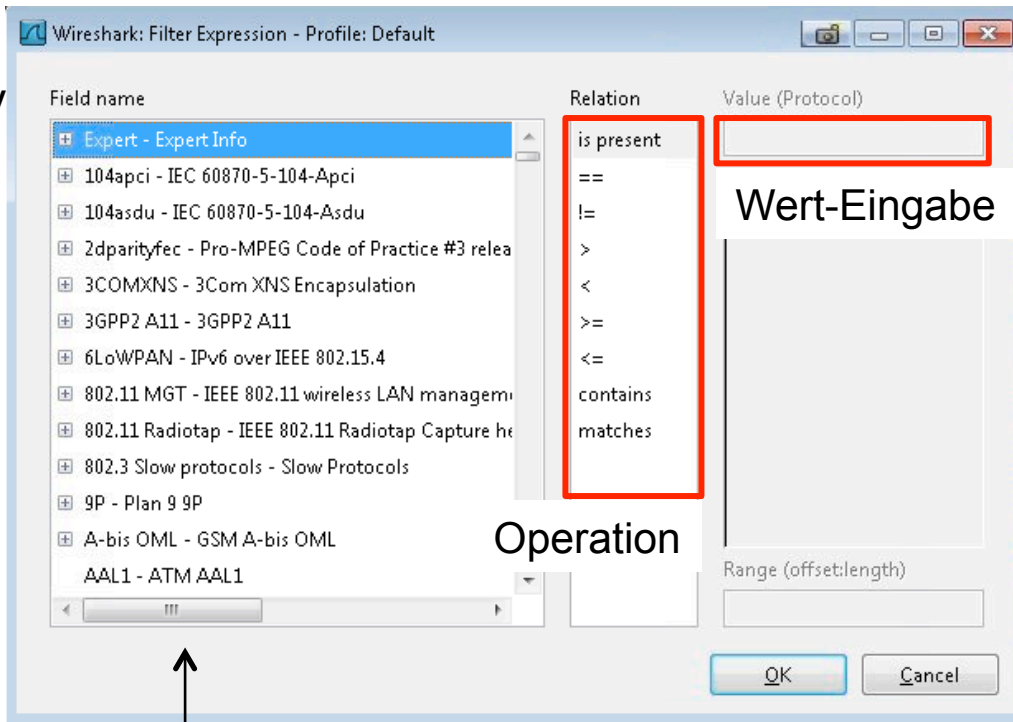 Wireshark: Filter Expression - Profile: Default
Field name
Expert - Expert Info
104apci - IEC 60870-5-104-Apci
104asdu - IEC 60870-5-104-Asdu
2dparityfec - Pro-MPEG Code of Practice #3 relea
3COMXNS - 3Com XNS Encapsulation
3GPP2 A11 - 3GPP2 A11
6LoWPAN - IPv6 over IEEE 802.15.4
802.11 MGT - IEEE 802.11 wireless LAN managem
802.11 Radiotap - IEEE 802.11 Radiotap Capture he
802.3 Slow protocols - Slow Protocols
9P - Plan 9 9P
A-bis OML - GSM A-bis OML
AAL1 - ATM AAL1
Relation
is present
==
!=
>
<
>=
<=
contains
matches
Operation
Value (Protocol)
Wert-Eingabe
Range (offset:length)
OK
Cancel